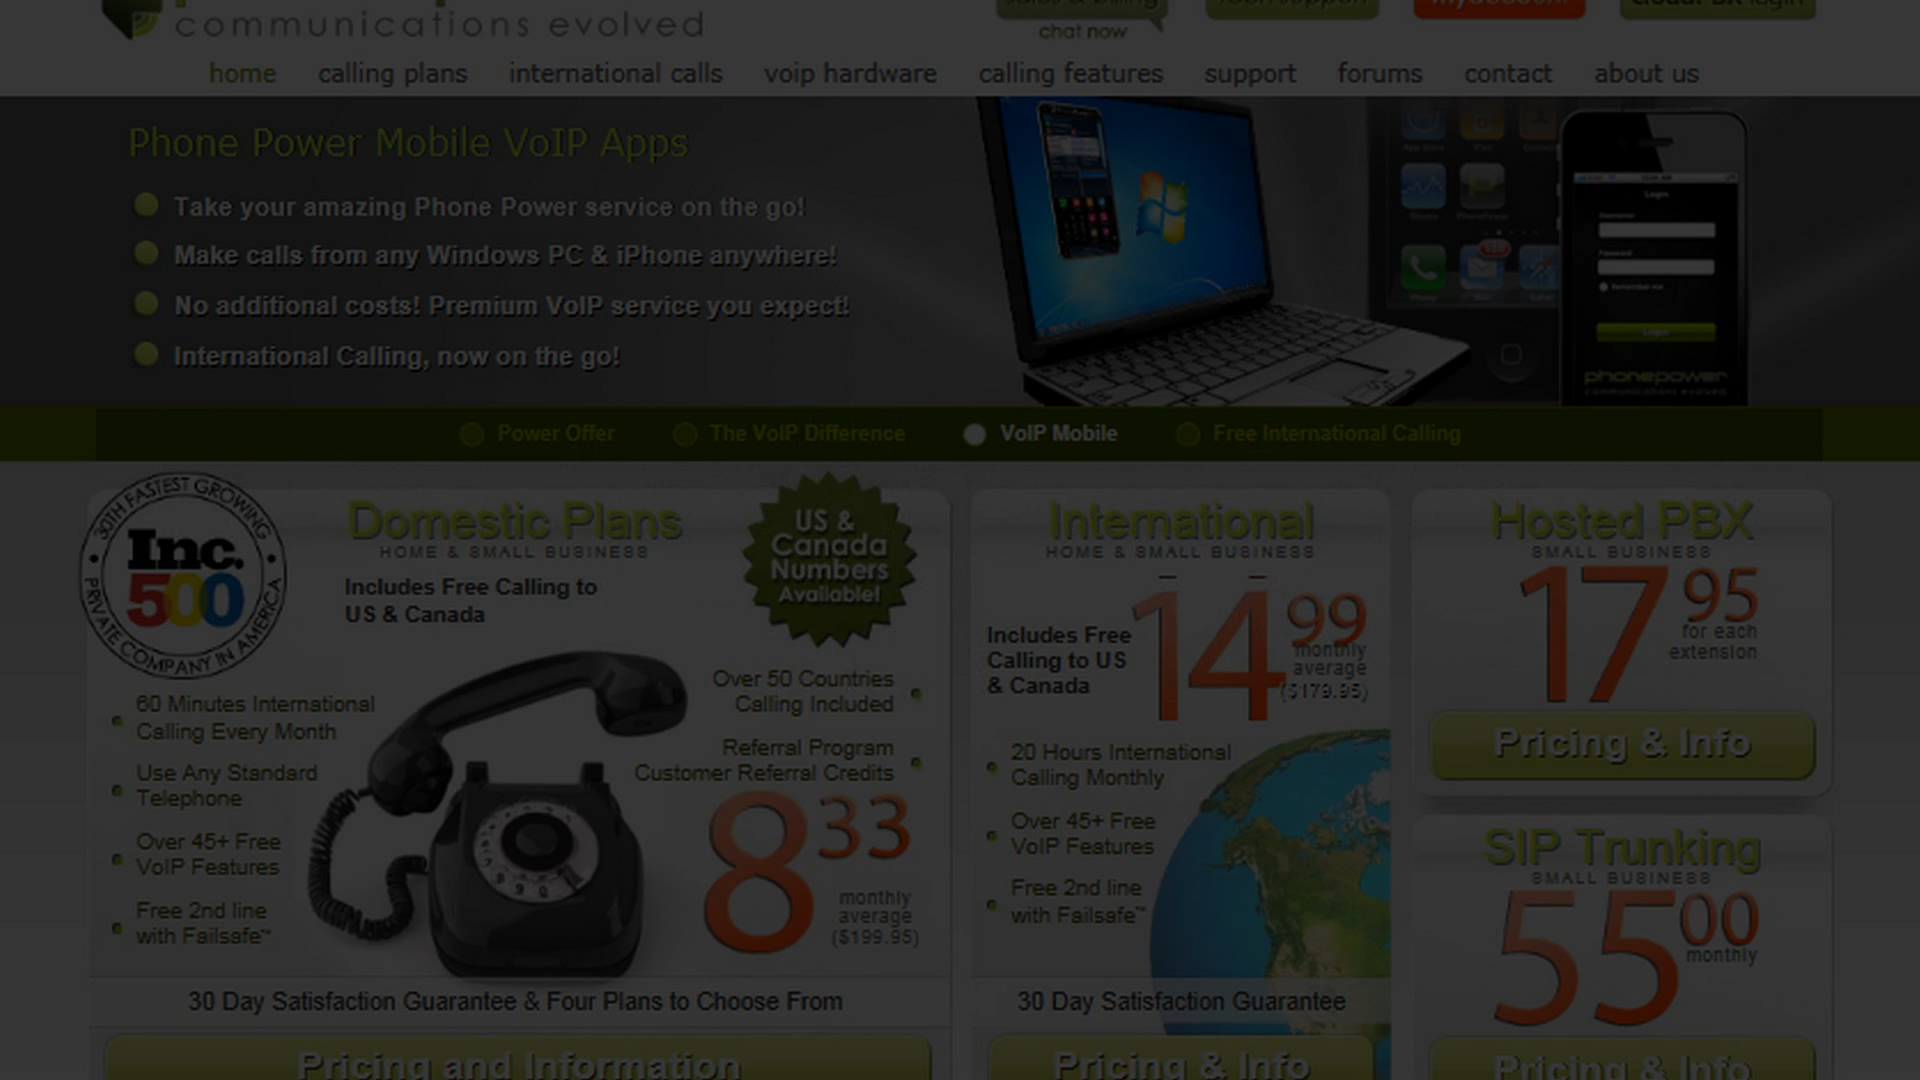 communications evolved
chat now
home calling plans international calls voip hardware calling features support forums contact about us
Phone Power Mobile VoIP Apps
Take your amazing Phone Power service on the go!
Make calls from any Windows PC & iPhone anywhere!
No additional costs! Premium VoIP service you expect!
International Calling, now on the go!
Login
Login
phonepower
communications evolved
Power Offer The VoIP Difference VoIP Mobile Free International Calling
30TH FASTEST GROWING
Inc.
500
PRIVATE COMPANY IN AMERICA
Domestic Plans
HOME & SMALL BUSINESS
Includes Free Calling to
US & Canada
US &
Canada
Numbers
Available!
60 Minutes International
Calling Every Month
Use Any Standard
Telephone
Over 45+ Free
VoIP Features
Free 2nd line
with Failsafe™
Over 50 Countries
Calling Included
Referral Program
Customer Referral Credits
8 33
monthly
average
($199.95)
30 Day Satisfaction Guarantee & Four Plans to Choose From
Pricing and Information
International
HOME & SMALL BUSINESS
Includes Free
Calling to US
& Canada
14 99
monthly
average
($179.95)
20 Hours International
Calling Monthly
Over 45+ Free
VoIP Features
Free 2nd line
with Failsafe™
30 Day Satisfaction Guarantee
Pricing & Info
Hosted PBX
SMALL BUSINESS
17 95
for each
extension
Pricing & Info
SIP Trunking
SMALL BUSINESS
55 00
monthly
Pricing & Info